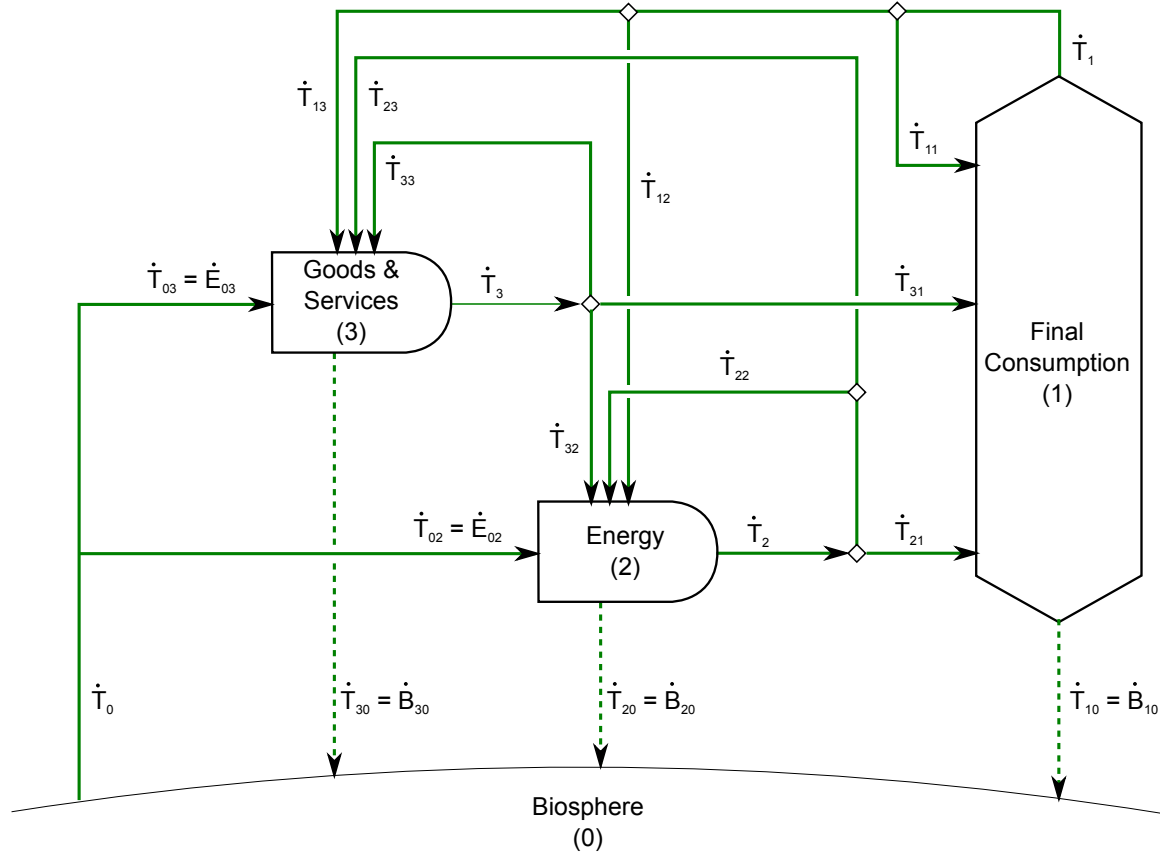 Ṫ₁
Ṫ₁₃
Ṫ₂₃
Ṫ₁₁
Ṫ₃₃
Ṫ₁₂
Ṫ₀₃ = Ė₀₃
Goods &
Services
(3)
Ṫ₃
Ṫ₃₁
Final
Consumption
(1)
Ṫ₂₂
Ṫ₃₂
Ṫ₀₂ = Ė₀₂
Energy
(2)
Ṫ₂
Ṫ₂₁
Ṫ₀
Ṫ₃₀ = Ḃ₃₀
Ṫ₂₀ = Ḃ₂₀
Ṫ₁₀ = Ḃ₁₀
Biosphere
(0)